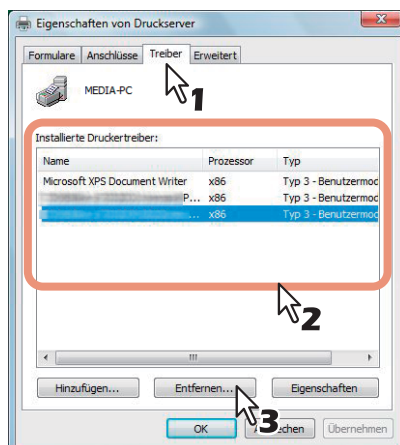 Eigenschaften von Druckserver
Formulare Anschlüsse Treiber Erweitert
MEDIA-PC
1
Installierte Druckertreiber:
Name Prozessor Typ
Microsoft XPS Document Writer x86 Typ 3 - Benutzermod
P... x86 Typ 3 - Benutzermod
... x86 Typ 3 - Benutzermod
2
Hinzufügen... Entfernen... Eigenschaften
3
OK echen Übernehmen